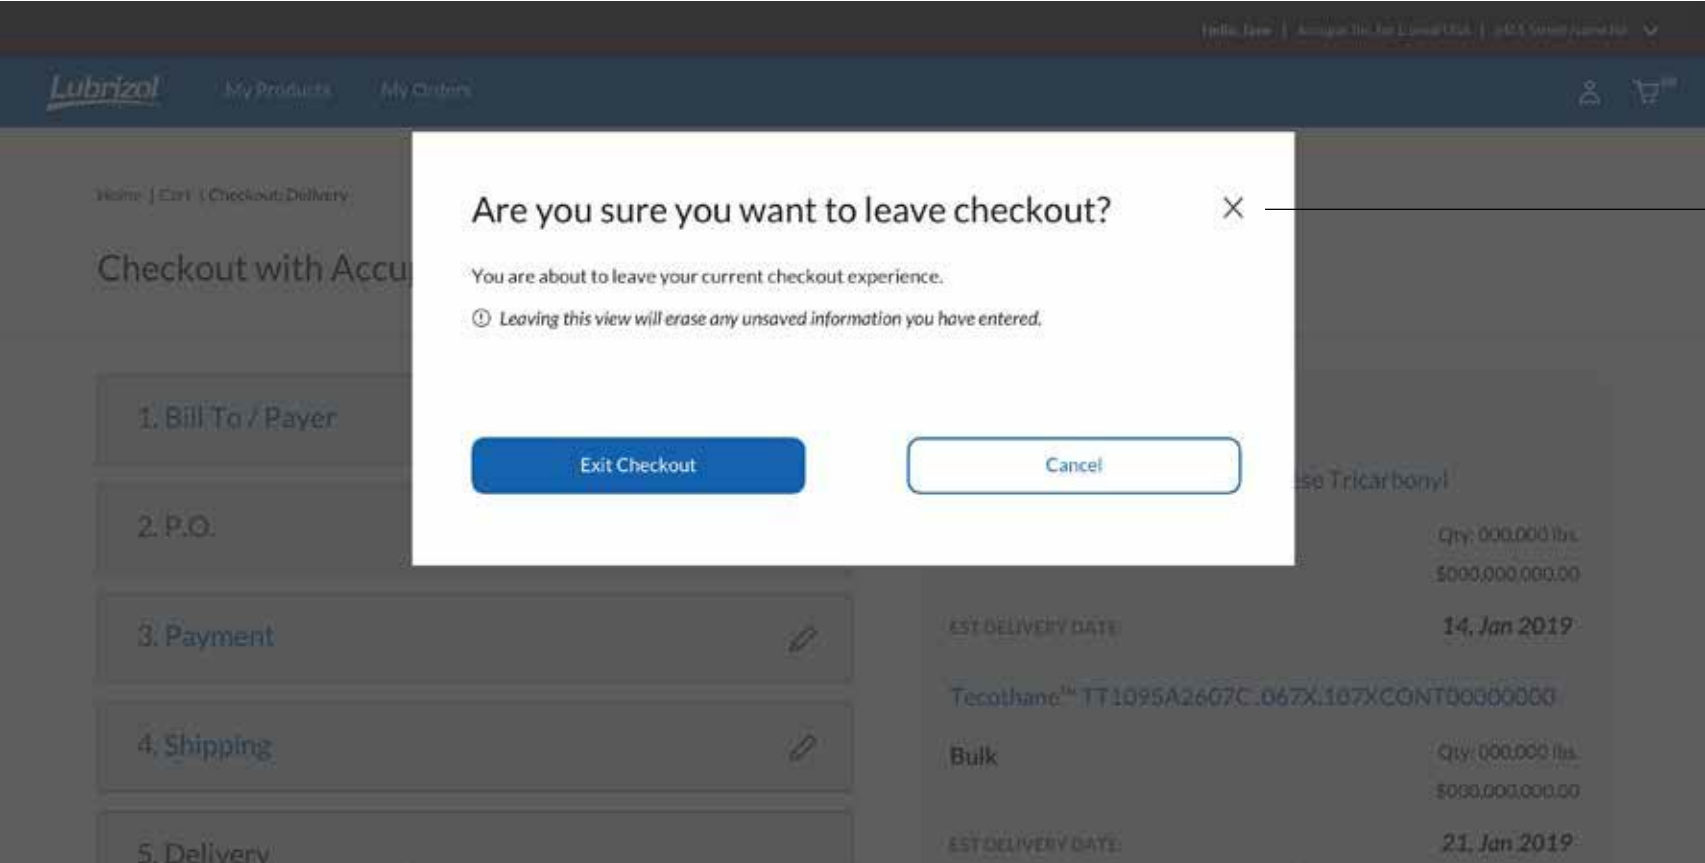 Hello, Jane |
Lubrizol
My Products
My Orders
Home | Cart | Checkout: Delivery
Are you sure you want to leave checkout?
Checkout with Accu
You are about to leave your current checkout experience.
Leaving this view will erase any unsaved information you have entered.
1. Bill To / Payer
Exit Checkout
Cancel
se Tricarbonyl
2. P.O.
Qty: 000,000 lbs.
$000,000,000.00
3. Payment
EST DELIVERY DATE:
14, Jan 2019
Tecothane™ TT1095A2607C .067X.107XCONT00000000
4. Shipping
Bulk
Qty: 000,000 lbs.
$000,000,000.00
5. Delivery
EST DELIVERY DATE:
21, Jan 2019